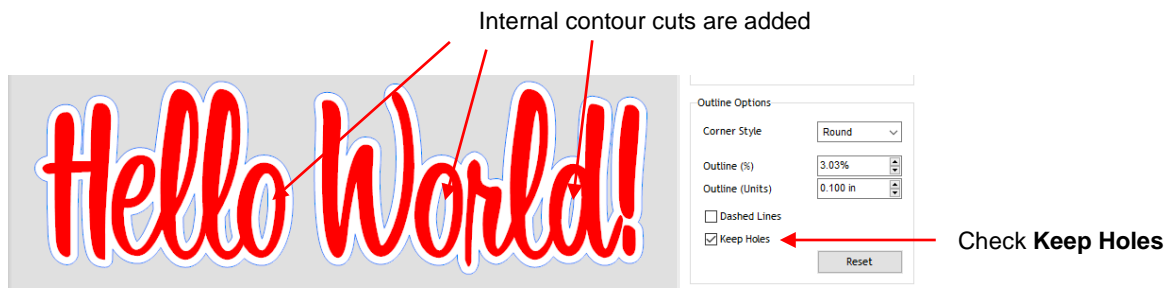 Internal contour cuts are added
Hello World!
Outline Options
Corner Style Round
Outline (%) 3.03%
Outline (Units) 0.100 in
Dashed Lines
Keep Holes
Check Keep Holes
Reset